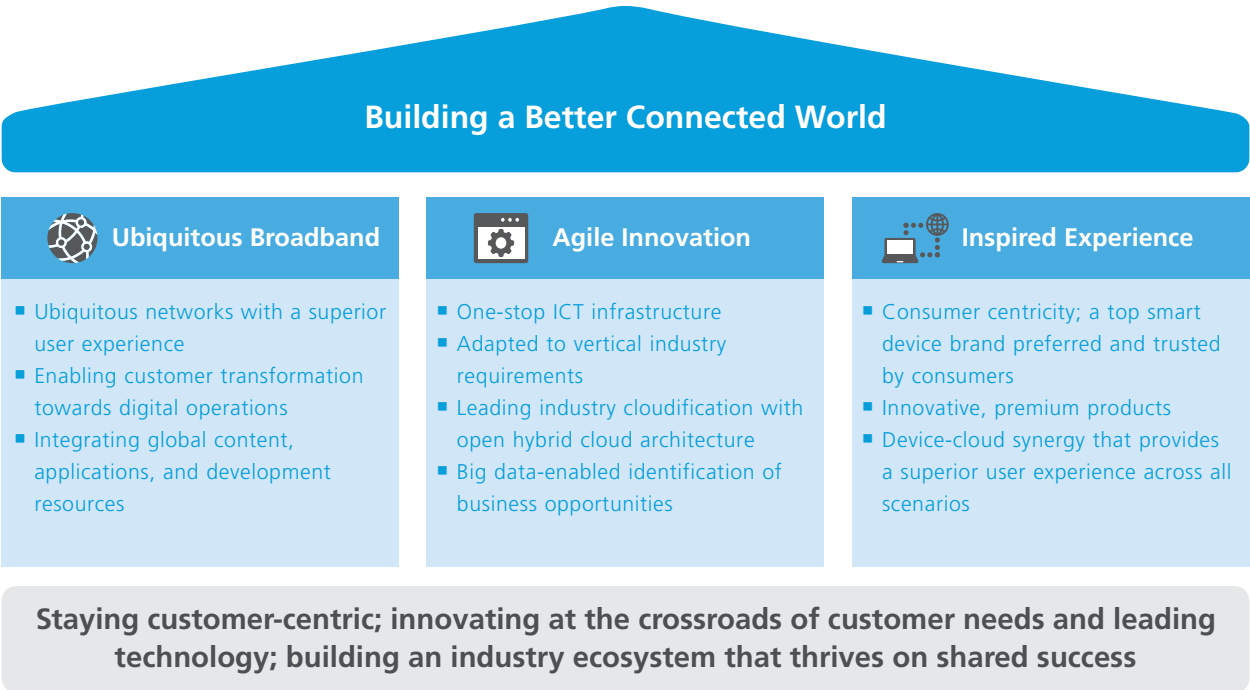 Building a Better Connected World
Ubiquitous Broadband
■ Ubiquitous networks with a superior
user experience
■ Enabling customer transformation
towards digital operations
■ Integrating global content,
applications, and development
resources
Agile Innovation
■ One-stop ICT infrastructure
■ Adapted to vertical industry
requirements
■ Leading industry cloudification with
open hybrid cloud architecture
■ Big data-enabled identification of
business opportunities
Inspired Experience
■ Consumer centricity; a top smart
device brand preferred and trusted
by consumers
■ Innovative, premium products
■ Device-cloud synergy that provides
a superior user experience across all
scenarios
Staying customer-centric; innovating at the crossroads of customer needs and leading
technology; building an industry ecosystem that thrives on shared success